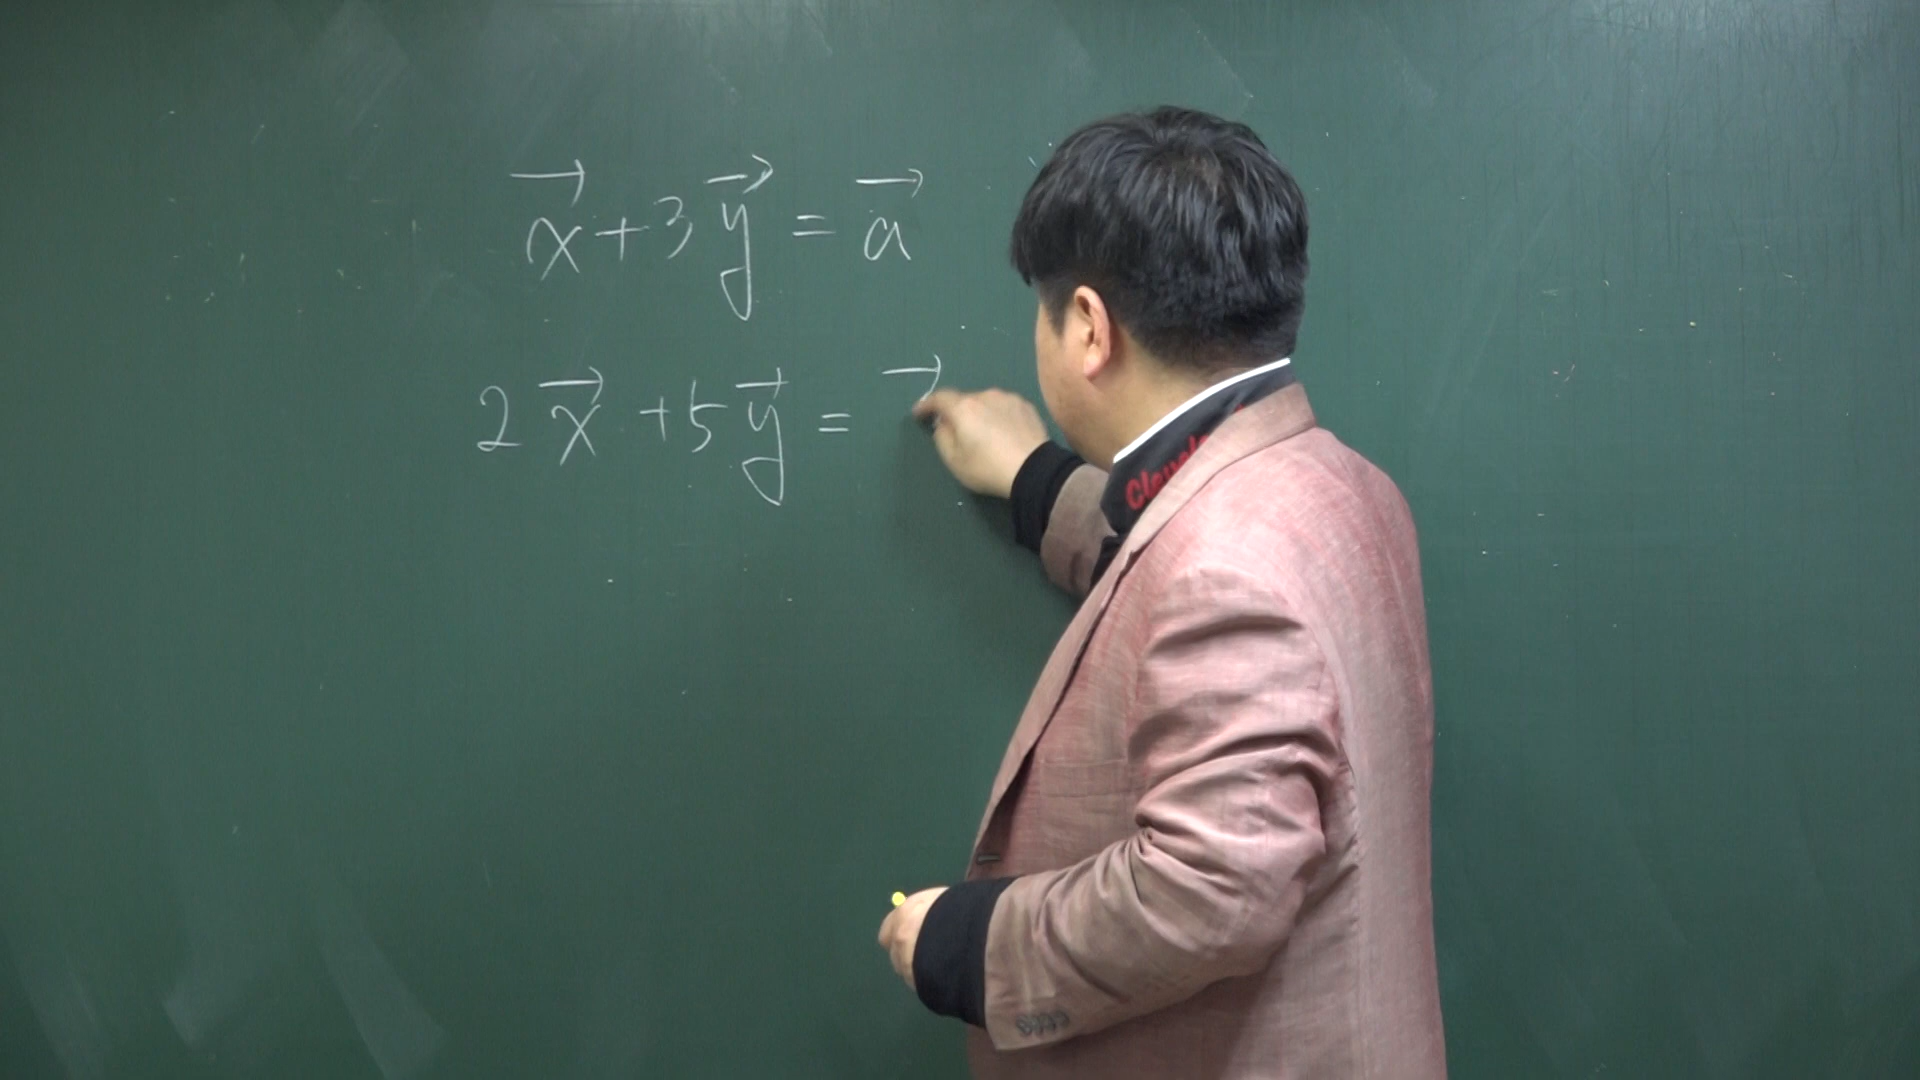 x⃗ + 3y⃗ = a⃗
2x⃗ + 5y⃗ =